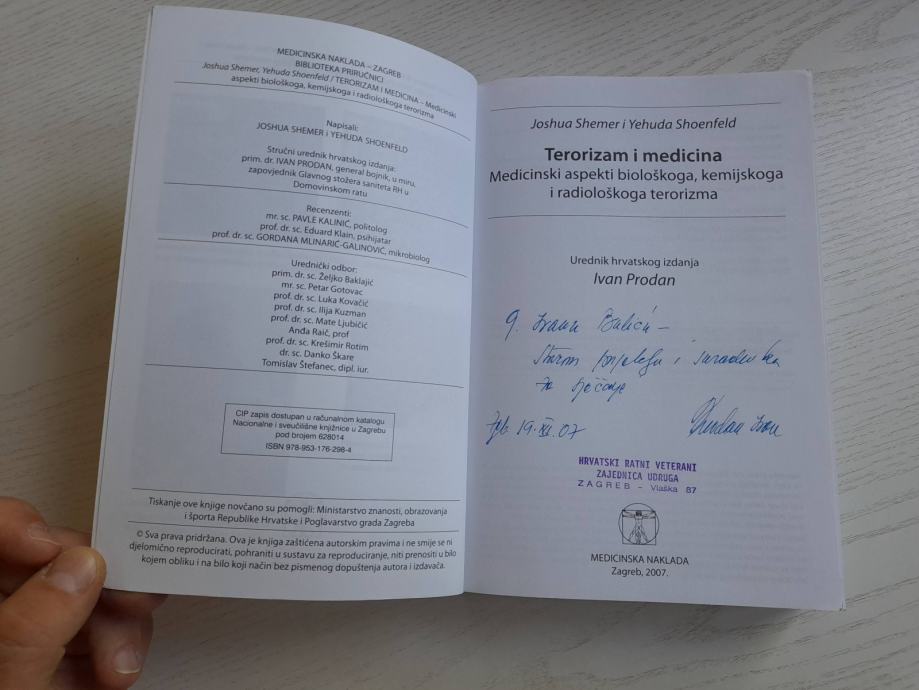 MEDICINSKA NAKLADA – ZAGREB
BIBLIOTEKA PRIRUČNICI
Joshua Shemer, Yehuda Shoenfeld / TERORIZAM I MEDICINA – Medicinski
aspekti biološkoga, kemijskoga i radiološkoga terorizma
Napisali:
JOSHUA SHEMER i YEHUDA SHOENFELD
Stručni urednik hrvatskog izdanja:
prim. dr. IVAN PRODAN, general bojnik, u miru,
zapovjednik Glavnog stožera saniteta RH u
Domovinskom ratu
Recenzenti:
mr. sc. PAVLE KALINIĆ, politolog
prof. dr. sc. Eduard Klain, psihijatar
prof. dr. sc. GORDANA MLINARIĆ-GALINOVIĆ, mikrobiolog
Urednički odbor:
prim. dr. sc. Željko Baklajić
mr. sc. Petar Gotovac
prof. dr. sc. Luka Kovačić
prof. dr. sc. Ilija Kuzman
prof. dr. sc. Mate Ljubičić
Anđa Raič, prof
prof. dr. sc. Krešimir Rotim
dr. sc. Danko Škare
Tomislav Štefanec, dipl. iur.
CIP zapis dostupan u računalnom katalogu
Nacionalne i sveučilišne knjižnice u Zagrebu
pod brojem 628014
ISBN 978-953-176-298-4
Tiskanje ove knjige novčano su pomogli: Ministarstvo znanosti, obrazovanja
i športa Republike Hrvatske i Poglavarstvo grada Zagreba
© Sva prava pridržana. Ova je knjiga zaštićena autorskim pravima i ne smije se ni
djelomično reproducirati, pohraniti u sustavu za reproduciranje, niti prenositi u bilo
kojem obliku i na bilo koji način bez pismenog dopuštenja autora i izdavača.
Joshua Shemer i Yehuda Shoenfeld
Terorizam i medicina
Medicinski aspekti biološkoga, kemijskoga
i radiološkoga terorizma
Urednik hrvatskog izdanja
Ivan Prodan
g. Ivanu
i
za sjećanje
Zgb 19.XII.07 Prodan Ivan
HRVATSKI RATNI VETERANI
ZAJEDNICA UDRUGA
ZAGREB – Vlaška 87
MEDICINSKA NAKLADA
Zagreb, 2007.